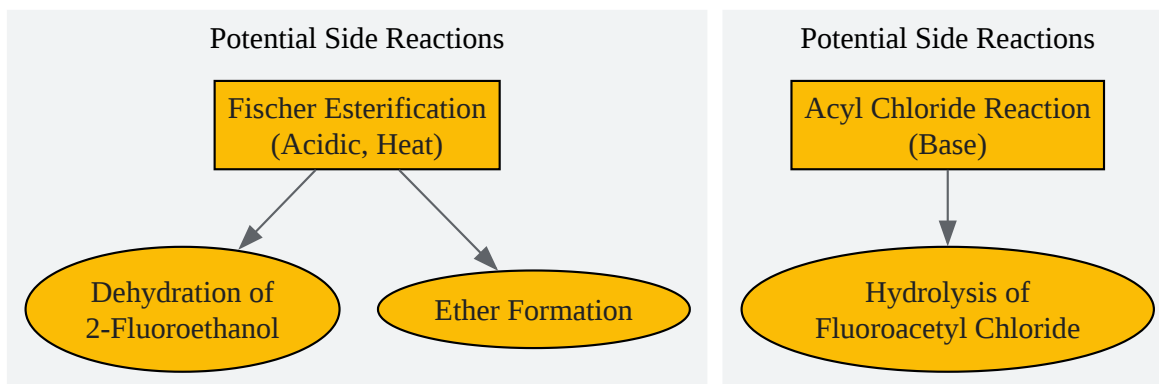 Potential Side Reactions
Fischer Esterification
(Acidic, Heat)
Dehydration of
2-Fluoroethanol
Ether Formation
Potential Side Reactions
Acyl Chloride Reaction
(Base)
Hydrolysis of
Fluoroacetyl Chloride